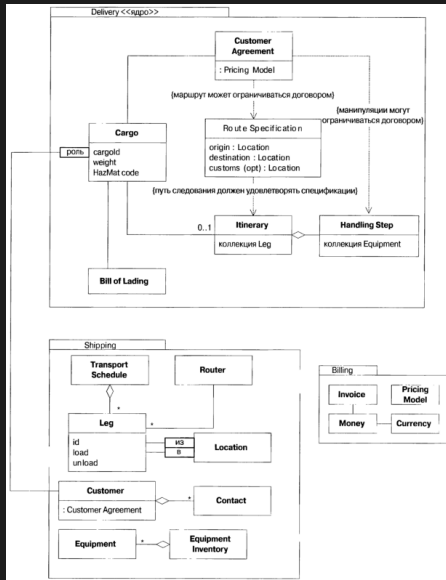 Delivery <<ядро>>
Customer
Agreement
: Pricing Model
{маршрут может ограничиваться договором}
{манипуляции могут
ограничиваться договором}
Cargo
роль
cargoId
weight
HazMat code
Route Specification
origin : Location
destination : Location
customs (opt) : Location
{путь следования должен удовлетворять спецификации}
0..1
Itinerary
коллекция Leg
Handling Step
коллекция Equipment
Bill of Lading
Shipping
Transport
Schedule
Router
*
*
Leg
id
load
unload
из
в
Location
Customer
: Customer Agreement
*
Contact
Equipment
*
Equipment
Inventory
Billing
Invoice
Pricing
Model
Money
Currency